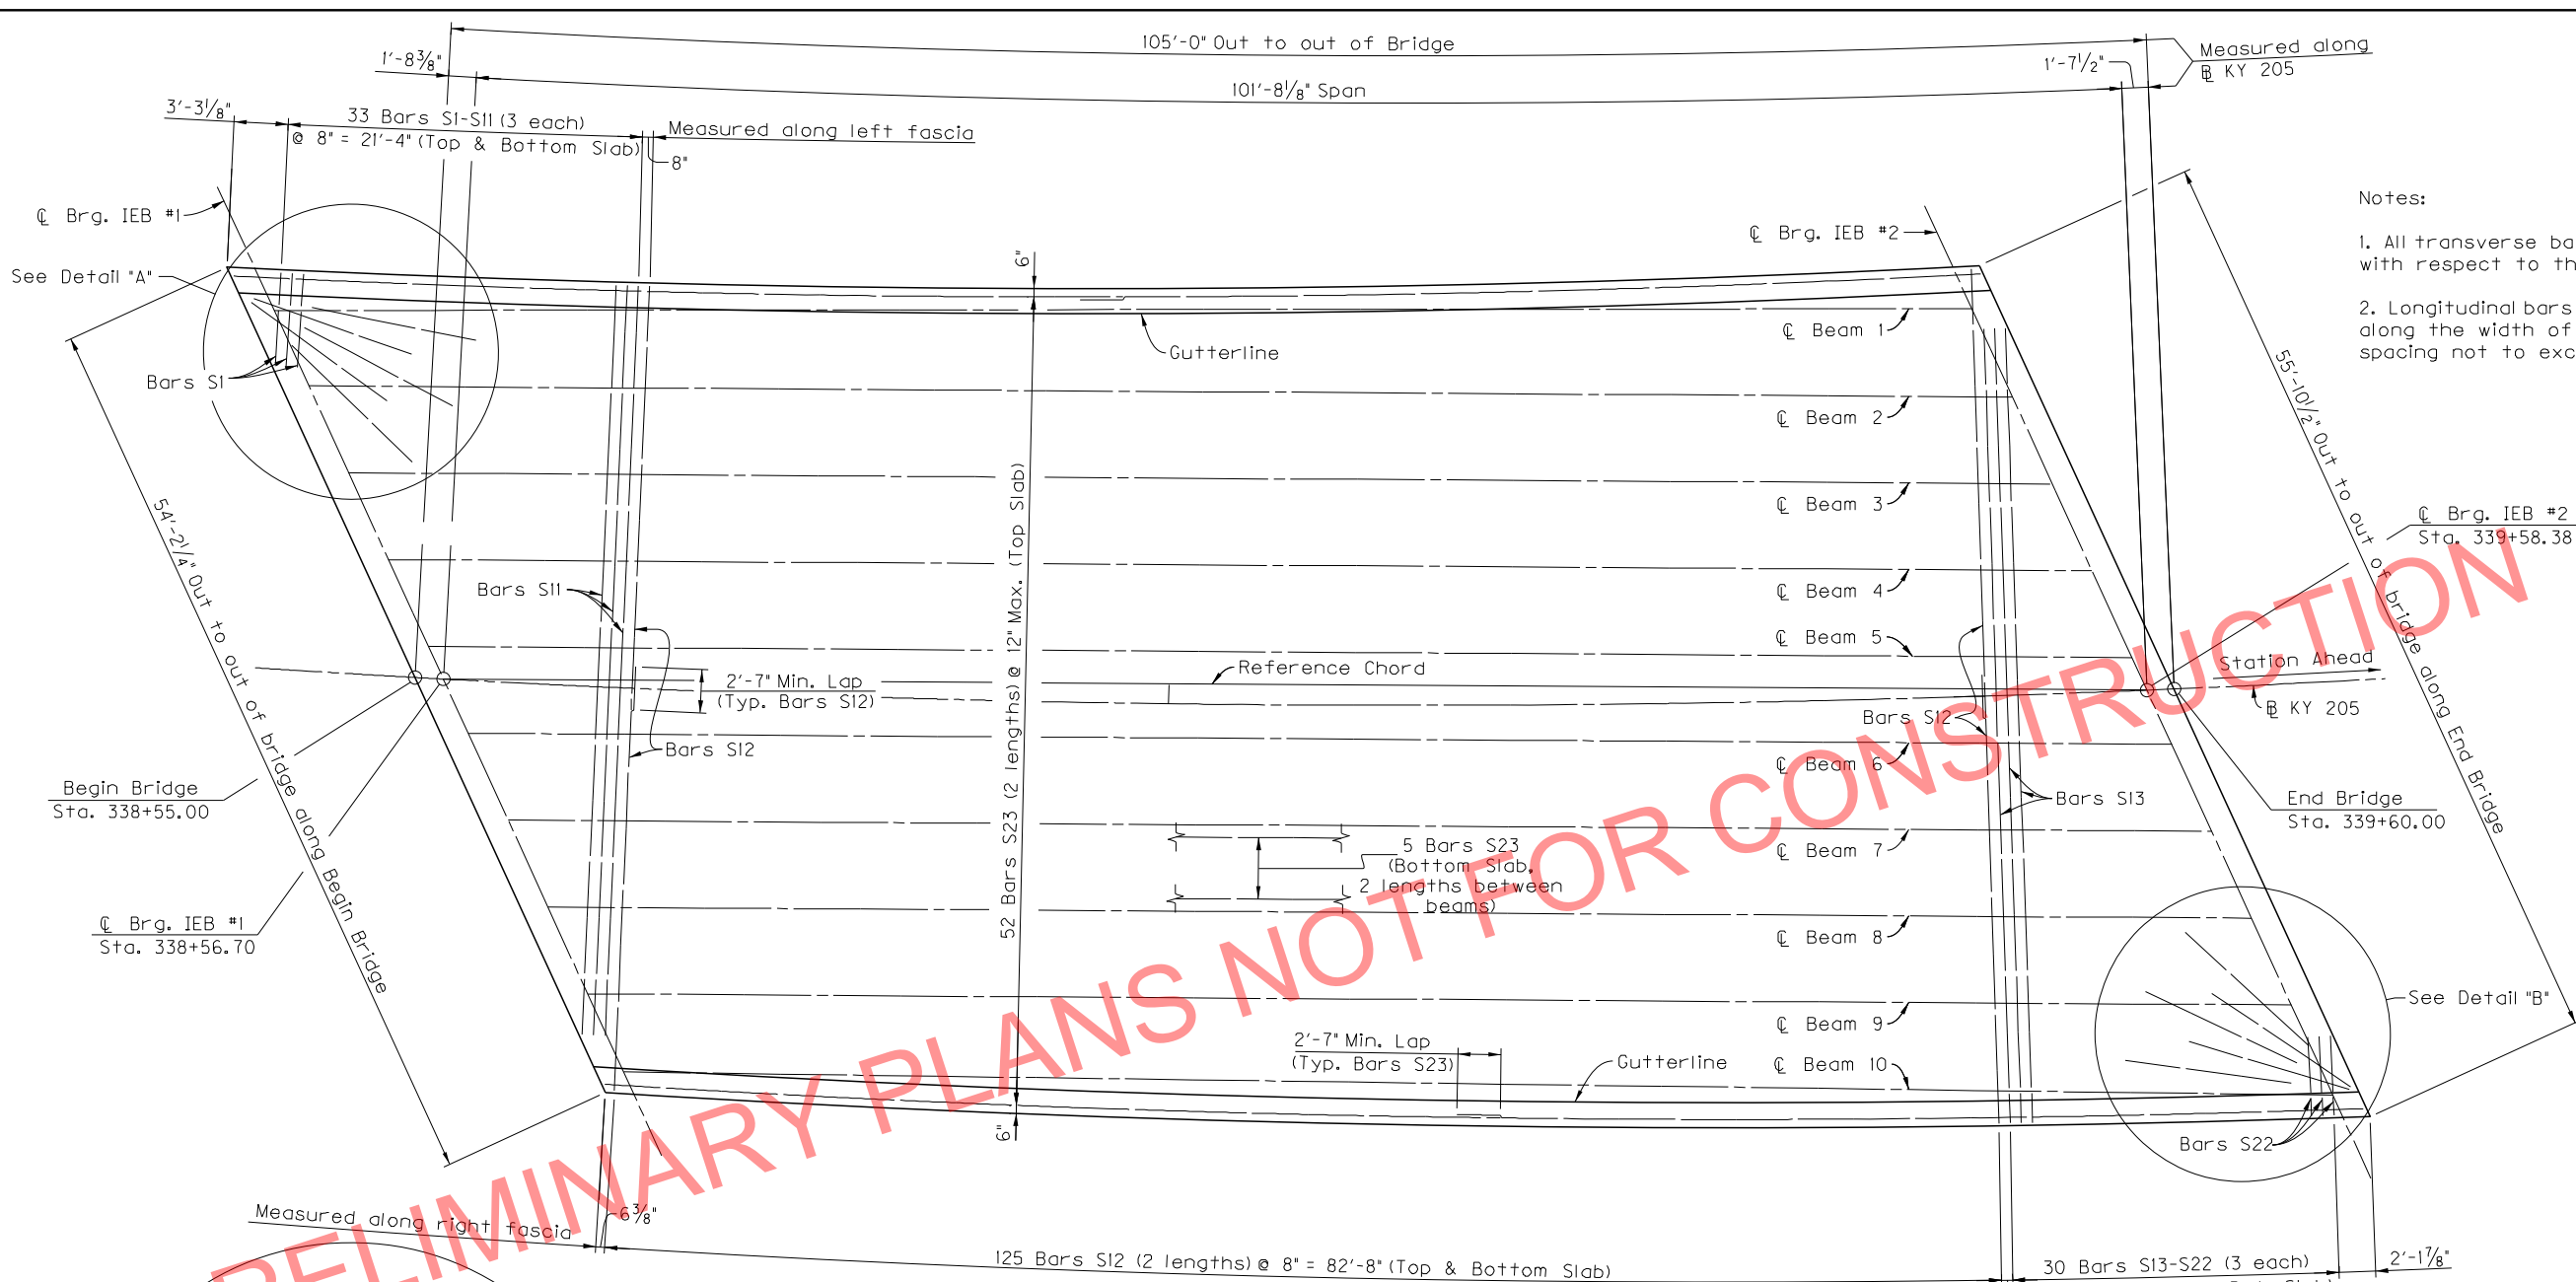 105'-0" Out to out of Bridge
Measured along
℄ KY 205
1'-8⅜"
1'-7½"
101'-8⅛" Span
3'-3⅛"
33 Bars S1-S11 (3 each)
@ 8" = 21'-4" (Top & Bottom Slab)
Measured along left fascia
8"
℄ Brg. IEB #1
See Detail "A"
Bars S1
6"
℄ Brg. IEB #2
Notes:
1. All transverse ba
with respect to th
2. Longitudinal bars
along the width of
spacing not to exc
Gutterline
℄ Beam 1
℄ Beam 2
℄ Beam 3
℄ Beam 4
℄ Beam 5
55'-10½" Out to out of bridge along End Bridge
54'-2¼" Out to out of bridge along Begin Bridge
52 Bars S23 (2 lengths) @ 12" Max. (Top Slab)
℄ Brg. IEB #2
Sta. 339+58.38
Bars S11
Reference Chord
2'-7" Min. Lap
(Typ. Bars S12)
Bars S12
Station Ahead
℄ KY 205
Bars S12
℄ Beam 6
Bars S13
Begin Bridge
Sta. 338+55.00
End Bridge
Sta. 339+60.00
5 Bars S23
(Bottom Slab,
2 lengths between
beams)
℄ Beam 7
℄ Beam 8
℄ Brg. IEB #1
Sta. 338+56.70
℄ Beam 9
See Detail "B"
2'-7" Min. Lap
(Typ. Bars S23)
Gutterline
℄ Beam 10
6"
Bars S22
Measured along right fascia
6⅜"
125 Bars S12 (2 lengths) @ 8" = 82'-8" (Top & Bottom Slab)
30 Bars S13-S22 (3 each)
2'-1⅞"
PRELIMINARY PLANS NOT FOR CONSTRUCTION